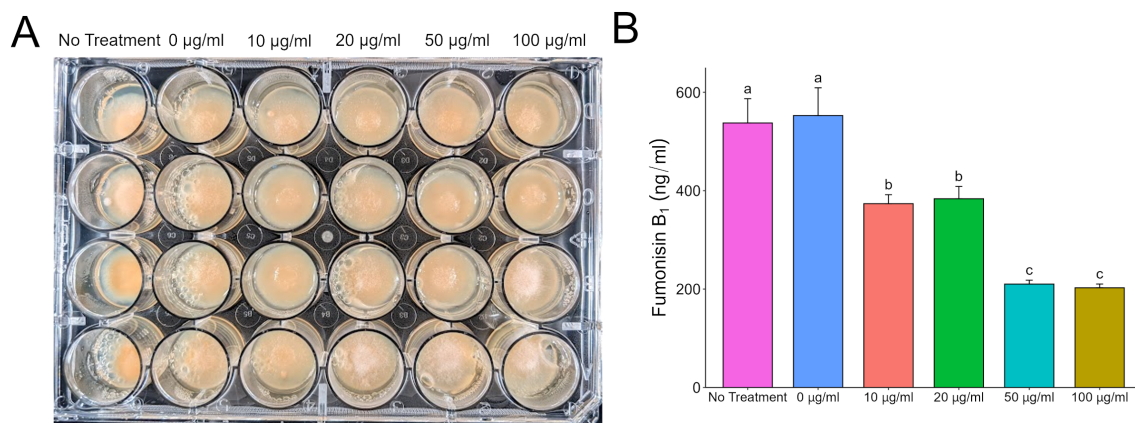 A
No Treatment 0 μg/ml 10 μg/ml 20 μg/ml 50 μg/ml 100 μg/ml
B
Fumonisin B1 (ng/ml)
600
400
200
0
a
a
b
b
c
c
No Treatment 0 μg/ml 10 μg/ml 20 μg/ml 50 μg/ml 100 μg/ml